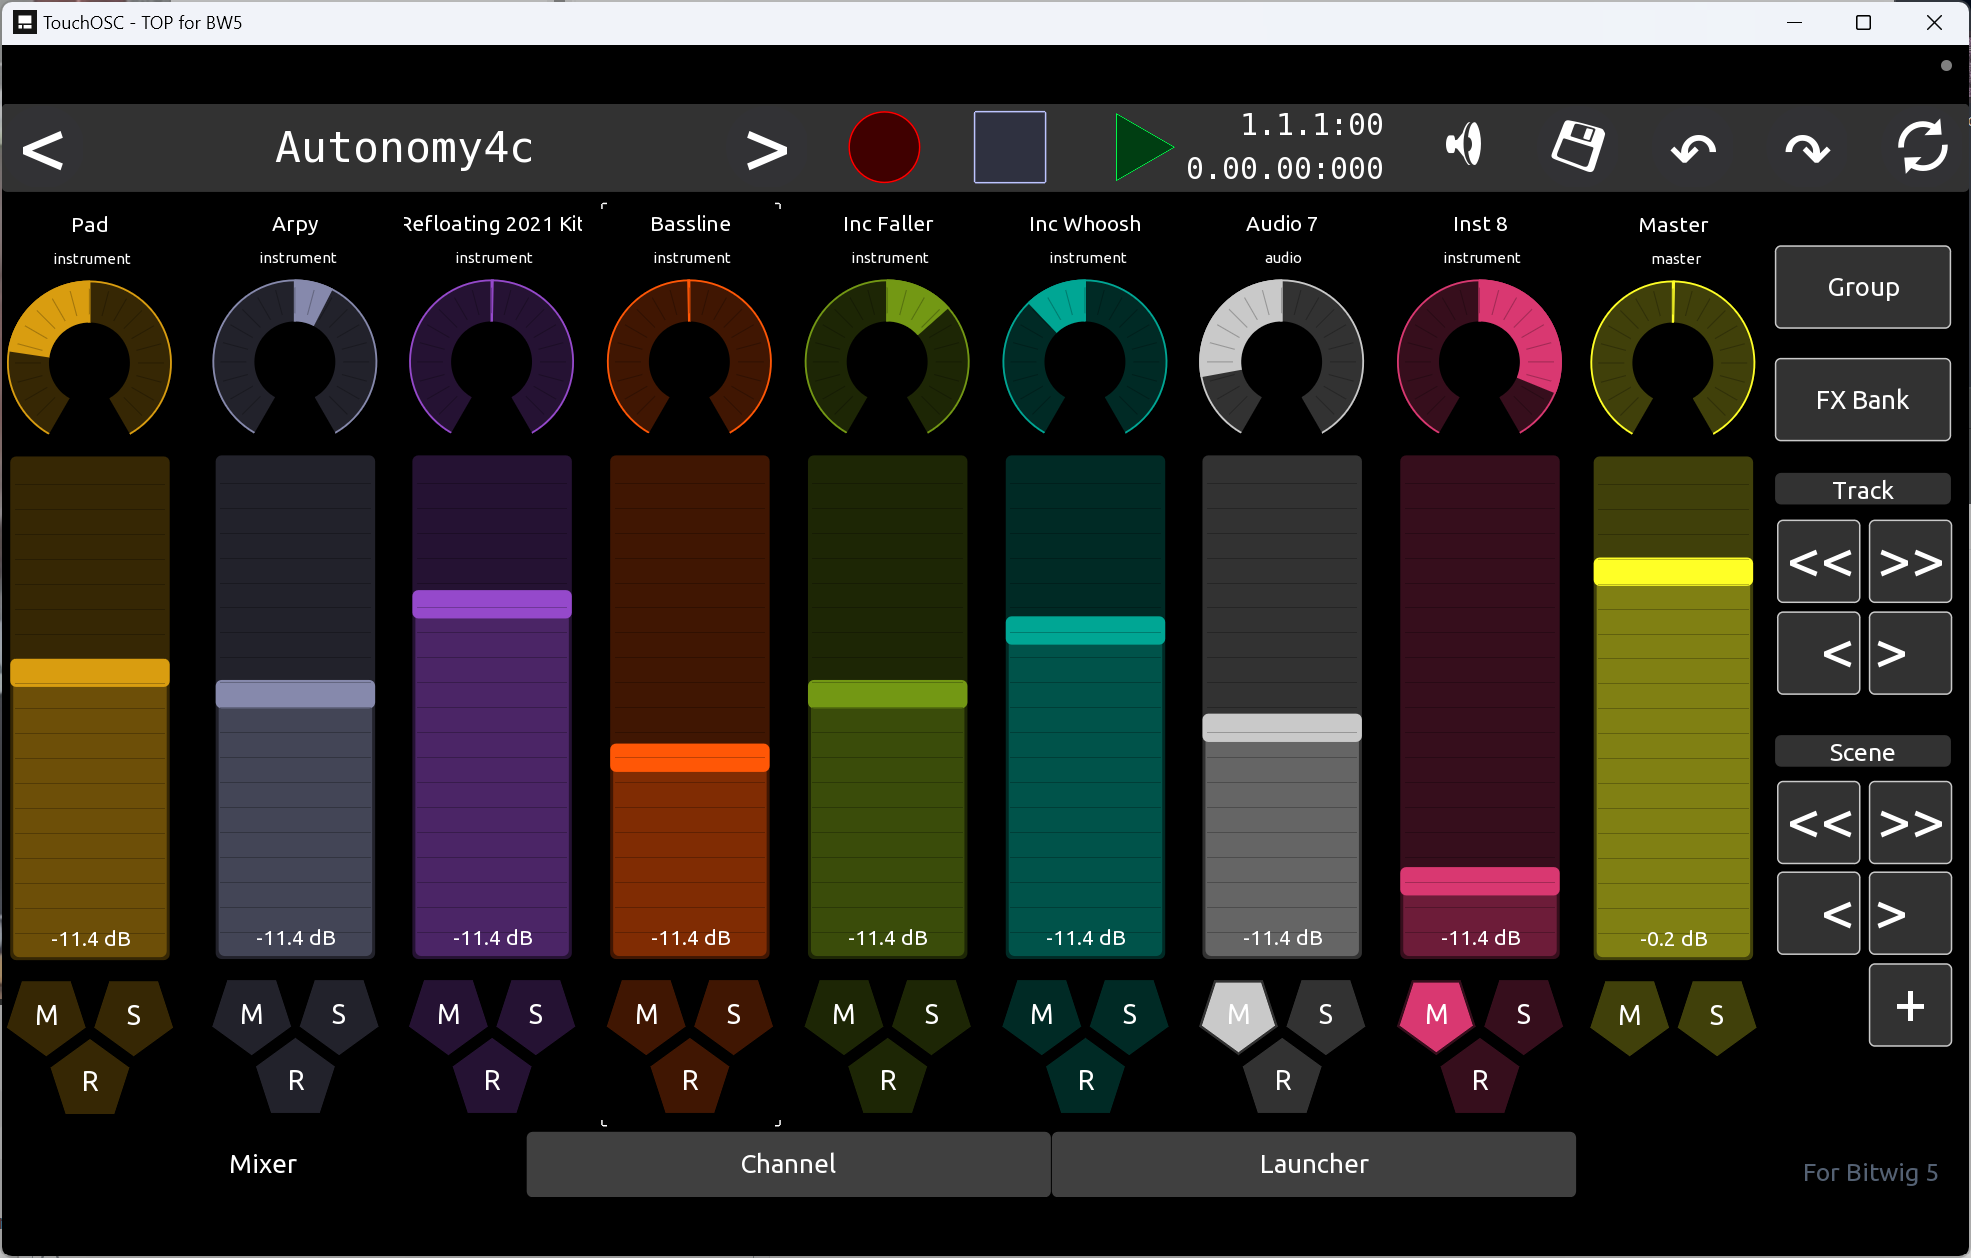 TouchOSC - TOP for BW5
< Autonomy4c >
1.1.1:00
0.00.00:000
Pad Arpy Refloating 2021 Kit Bassline Inc Faller Inc Whoosh Audio 7 Inst 8 Master
instrument instrument instrument instrument instrument instrument audio instrument master
Group
FX Bank
Track
<< >>
< >
Scene
<< >>
< >
+
-11.4 dB -11.4 dB -11.4 dB -11.4 dB -11.4 dB -11.4 dB -11.4 dB -11.4 dB -0.2 dB
M S M S M S M S M S M S M S M S M S
R R R R R R R R
Mixer Channel Launcher
For Bitwig 5